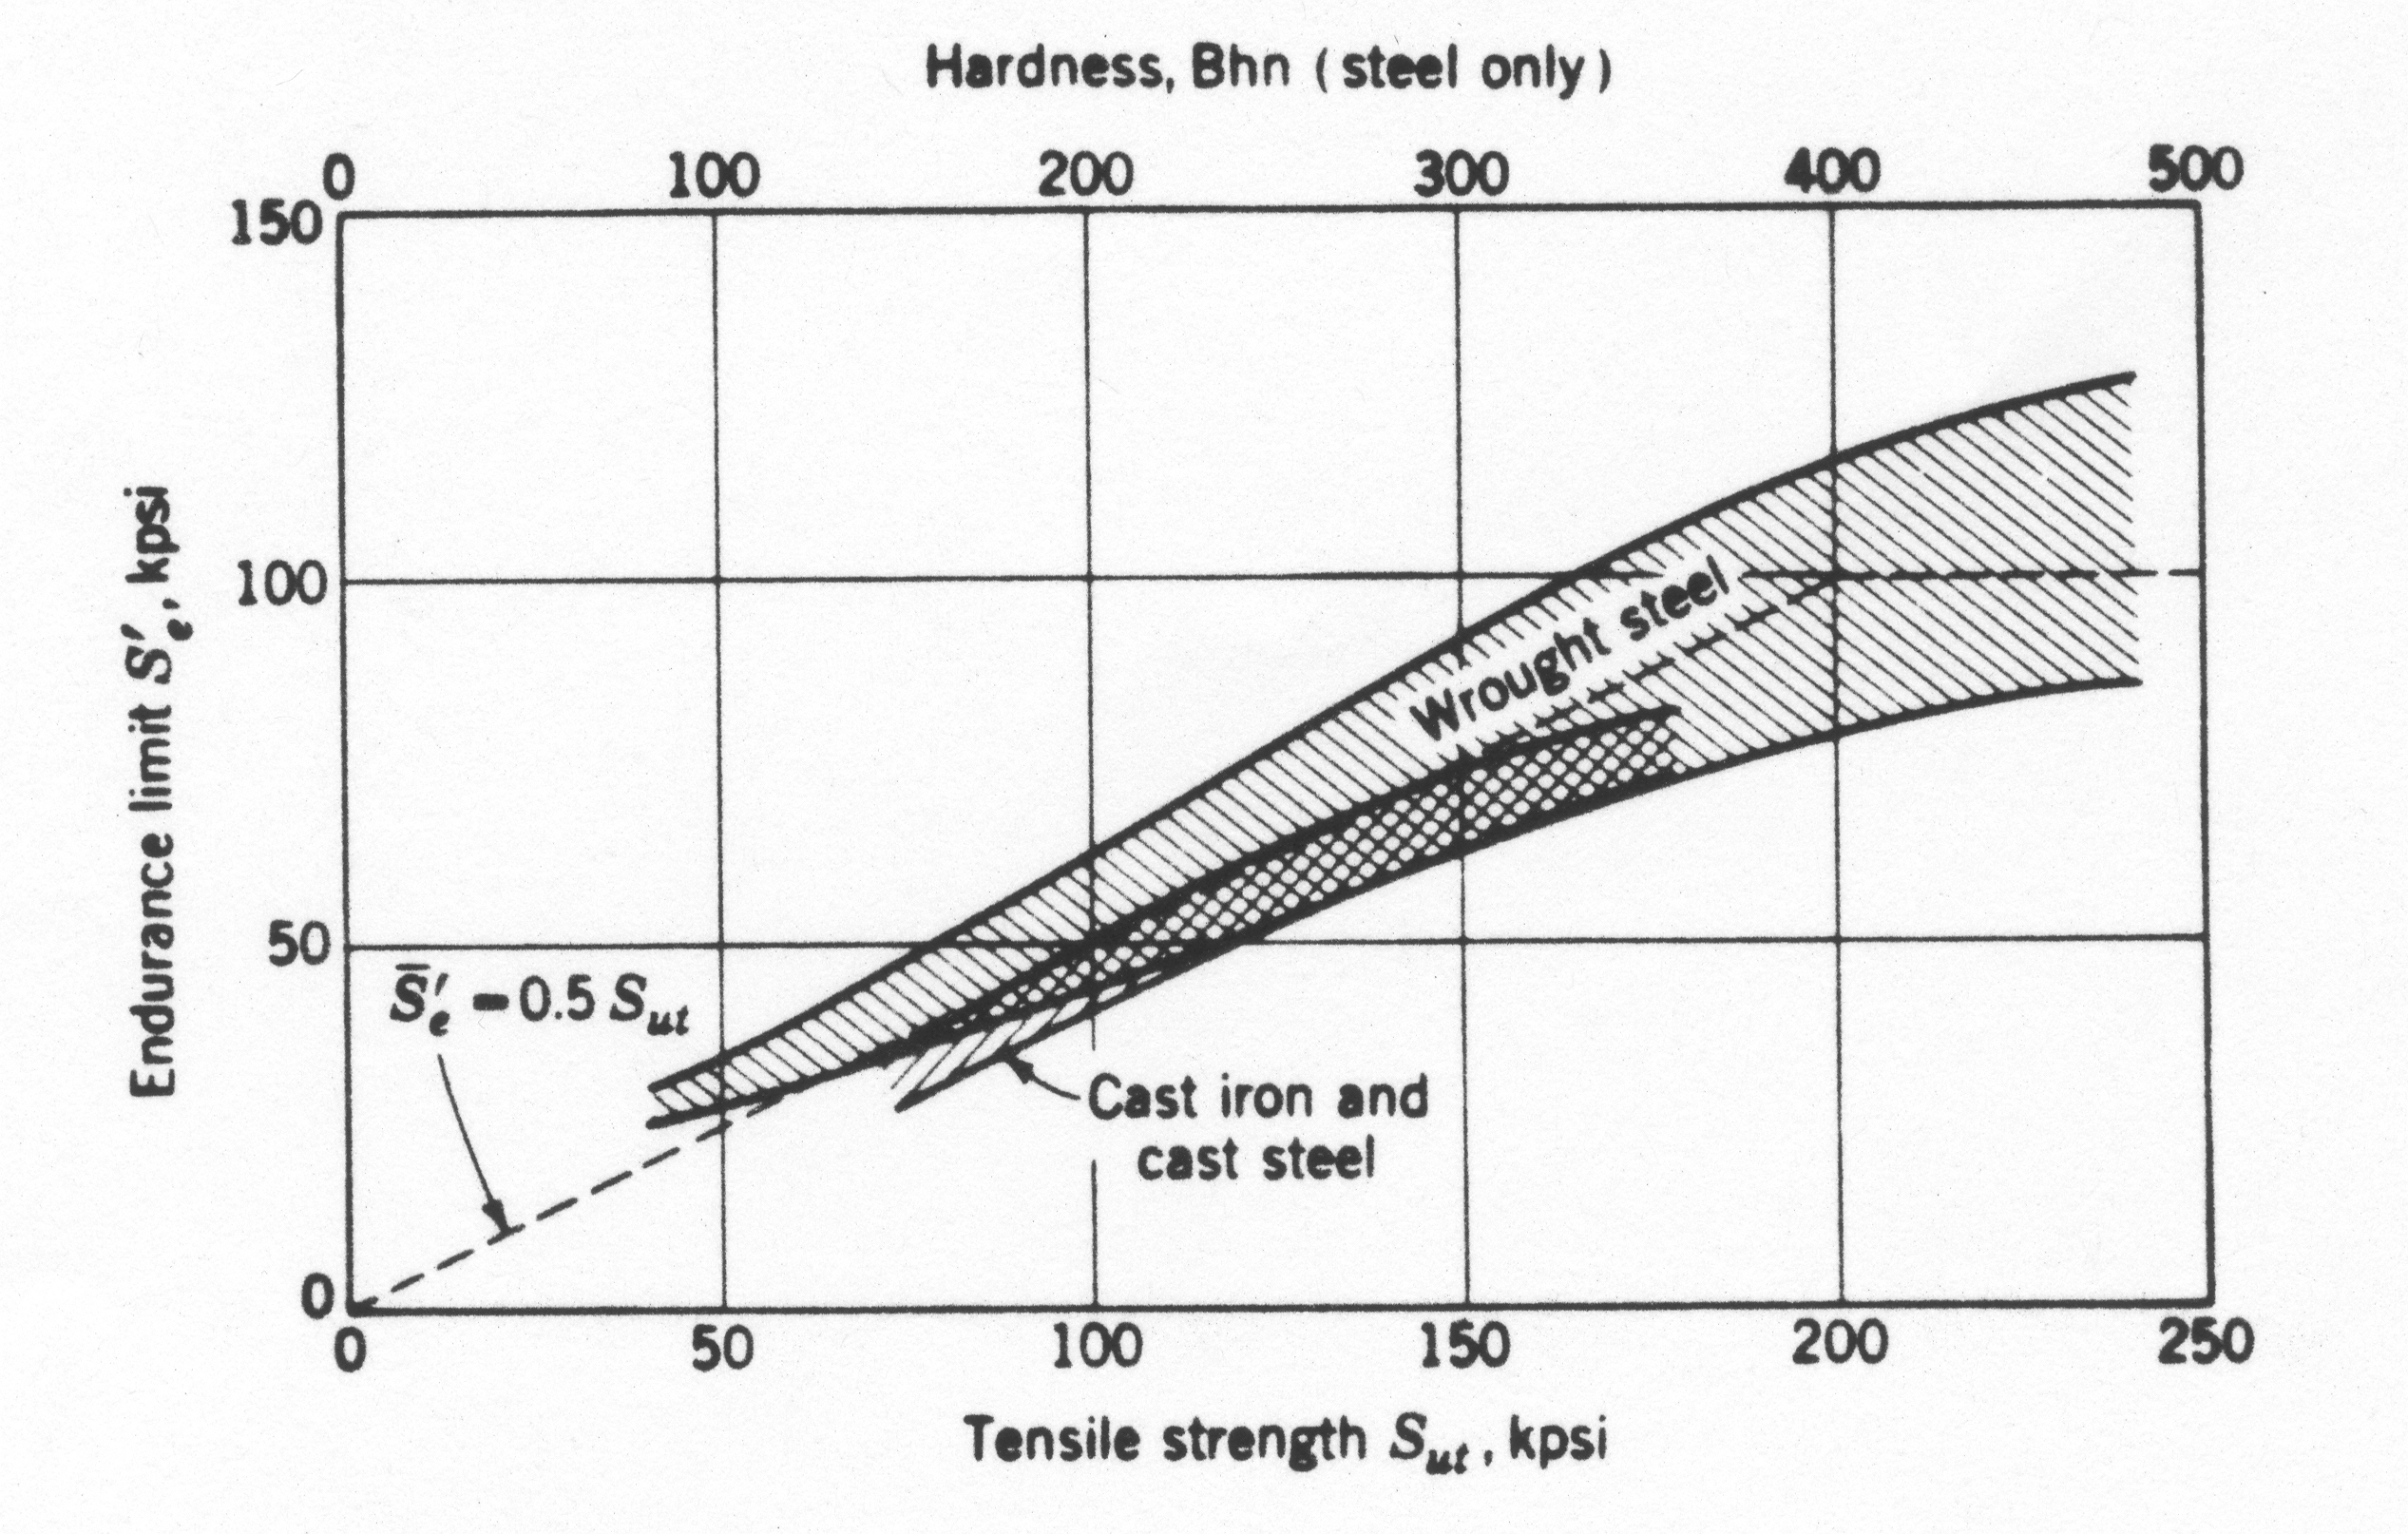 Hardness, Bhn (steel only)
0 100 200 300 400 500
150
100
50
0
Endurance limit S′e, kpsi
Wrought steel
S̄′e = 0.5 Sut
Cast iron and
cast steel
0 50 100 150 200 250
Tensile strength Sut, kpsi